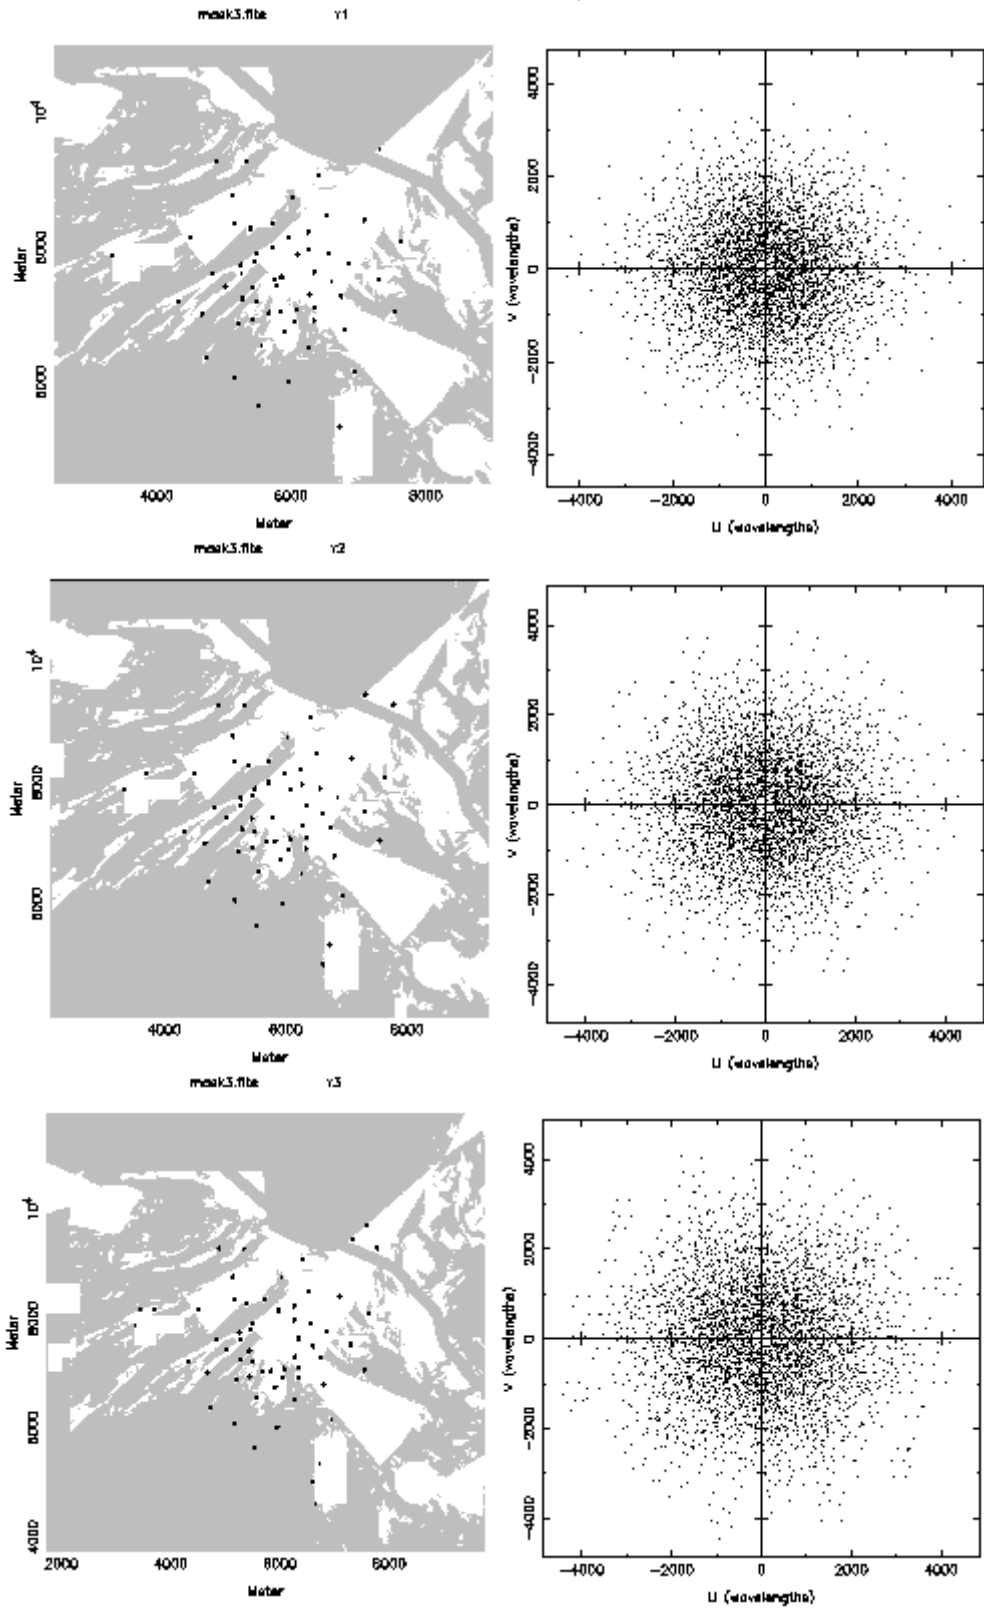 mask3.fits Y1
10⁴
8000
6000
Meter
4000 6000 8000
Meter
4000
2000
0
−2000
−4000
V (wavelengths)
−4000 −2000 0 2000 4000
U (wavelengths)
mask3.fits Y2
10⁴
8000
6000
Meter
4000 6000 8000
Meter
4000
2000
0
−2000
−4000
V (wavelengths)
−4000 −2000 0 2000 4000
U (wavelengths)
mask3.fits Y3
10⁴
8000
6000
4000
Meter
2000 4000 6000 8000
Meter
4000
2000
0
−2000
−4000
V (wavelengths)
−4000 −2000 0 2000 4000
U (wavelengths)